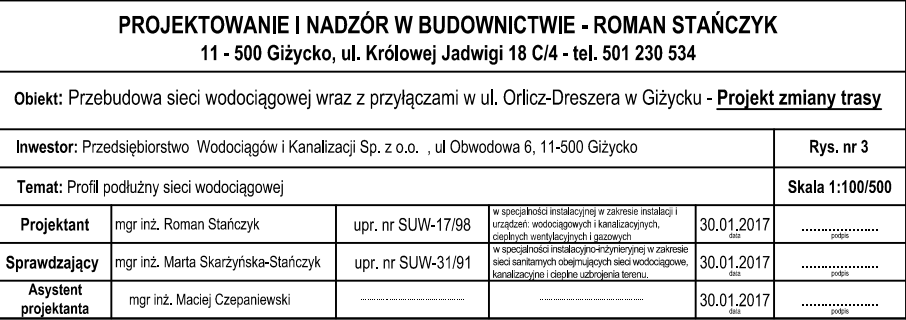 PROJEKTOWANIE I NADZÓR W BUDOWNICTWIE - ROMAN STAŃCZYK
11 - 500 Giżycko, ul. Królowej Jadwigi 18 C/4 - tel. 501 230 534
Obiekt: Przebudowa sieci wodociągowej wraz z przyłączami w ul. Orlicz-Dreszera w Giżycku - Projekt zmiany trasy
Inwestor: Przedsiębiorstwo Wodociągów i Kanalizacji Sp. z o.o. , ul Obwodowa 6, 11-500 Giżycko
Rys. nr 3
Temat: Profil podłużny sieci wodociągowej
Skala 1:100/500
Projektant
mgr inż. Roman Stańczyk
upr. nr SUW-17/98
w specjalności instalacyjnej w zakresie instalacji i
urządzeń: wodociągowych i kanalizacyjnych,
cieplnych wentylacyjnych i gazowych
30.01.2017
data
..................
podpis
Sprawdzający
mgr inż. Marta Skarżyńska-Stańczyk
upr. nr SUW-31/91
w specjalności instalacyjno-inżynieryjnej w zakresie
sieci sanitarnych obejmujących sieci wodociągowe,
kanalizacyjne i cieplne uzbrojenia terenu.
30.01.2017
data
..................
podpis
Asystent
projektanta
mgr inż. Maciej Czepaniewski
..................
..................
30.01.2017
data
..................
podpis